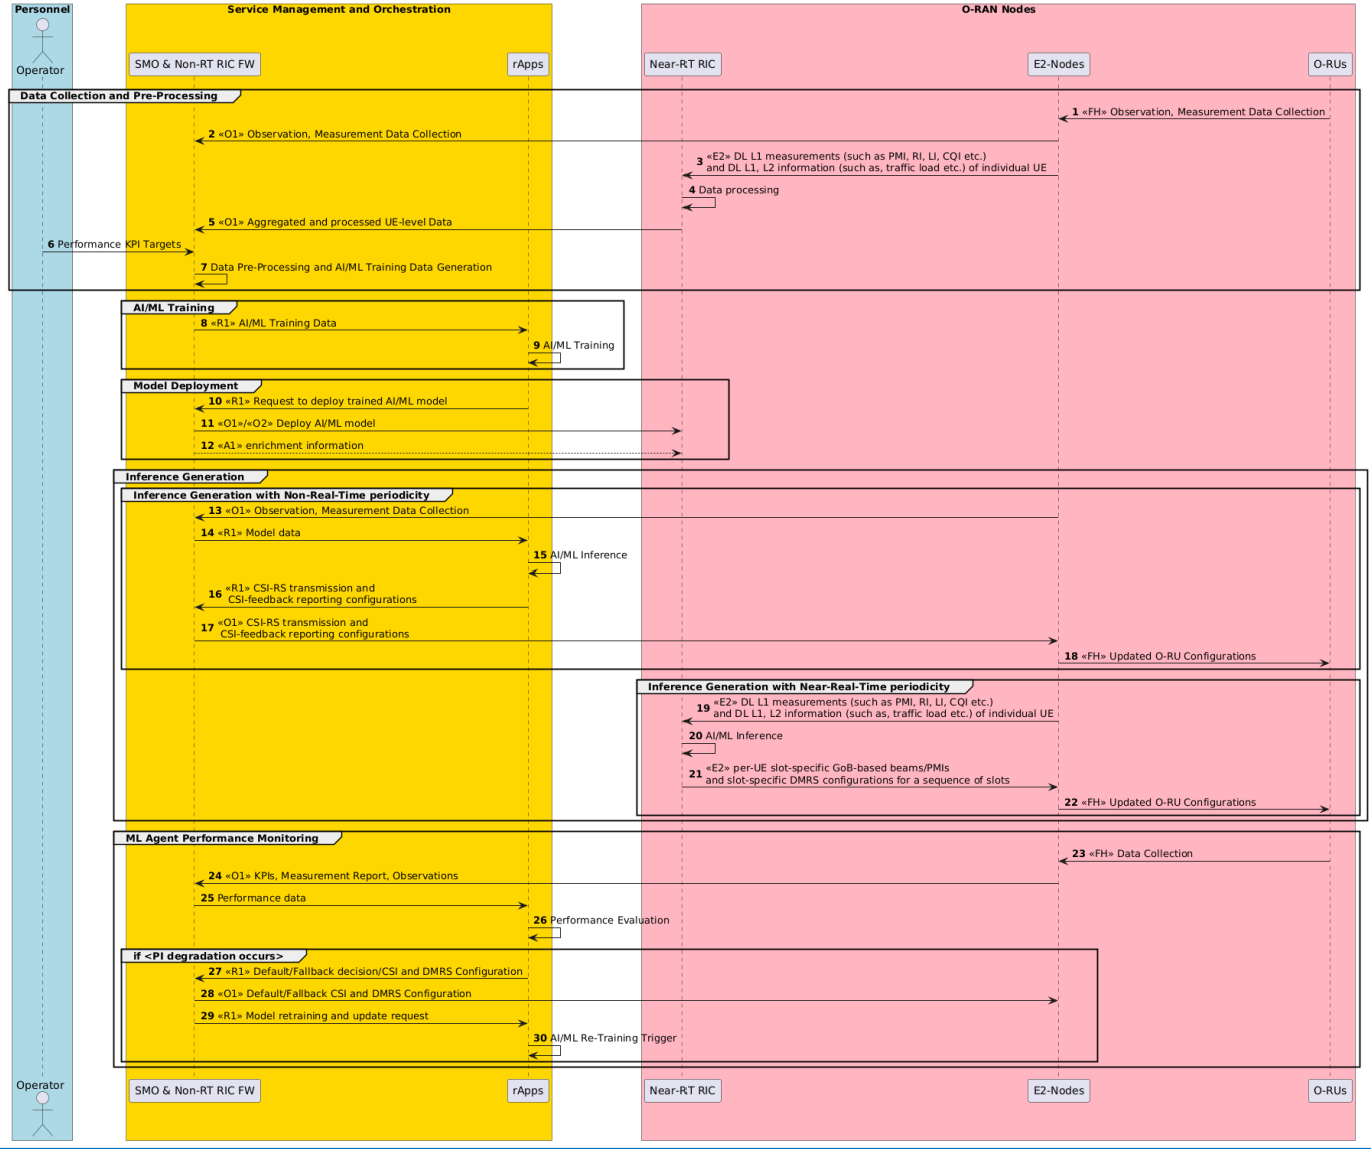 Personnel
Service Management and Orchestration
O-RAN Nodes
Operator
SMO & Non-RT RIC FW
rApps
Near-RT RIC
E2-Nodes
O-RUs
Data Collection and Pre-Processing
1 «FH» Observation, Measurement Data Collection
2 «O1» Observation, Measurement Data Collection
3 «E2» DL L1 measurements (such as PMI, RI, LI, CQI etc.)
and DL L1, L2 information (such as, traffic load etc.) of individual UE
4 Data processing
5 «O1» Aggregated and processed UE-level Data
6 Performance KPI Targets
7 Data Pre-Processing and AI/ML Training Data Generation
AI/ML Training
8 «R1» AI/ML Training Data
9 AI/ML Training
Model Deployment
10 «R1» Request to deploy trained AI/ML model
11 «O1»/«O2» Deploy AI/ML model
12 «A1» enrichment information
Inference Generation
Inference Generation with Non-Real-Time periodicity
13 «O1» Observation, Measurement Data Collection
14 «R1» Model data
15 AI/ML Inference
16 «R1» CSI-RS transmission and
CSI-feedback reporting configurations
17 «O1» CSI-RS transmission and
CSI-feedback reporting configurations
18 «FH» Updated O-RU Configurations
Inference Generation with Near-Real-Time periodicity
19 «E2» DL L1 measurements (such as PMI, RI, LI, CQI etc.)
and DL L1, L2 information (such as, traffic load etc.) of individual UE
20 AI/ML Inference
21 «E2» per-UE slot-specific GoB-based beams/PMIs
and slot-specific DMRS configurations for a sequence of slots
22 «FH» Updated O-RU Configurations
ML Agent Performance Monitoring
23 «FH» Data Collection
24 «O1» KPIs, Measurement Report, Observations
25 Performance data
26 Performance Evaluation
if <PI degradation occurs>
27 «R1» Default/Fallback decision/CSI and DMRS Configuration
28 «O1» Default/Fallback CSI and DMRS Configuration
29 «R1» Model retraining and update request
30 AI/ML Re-Training Trigger
Operator
SMO & Non-RT RIC FW
rApps
Near-RT RIC
E2-Nodes
O-RUs